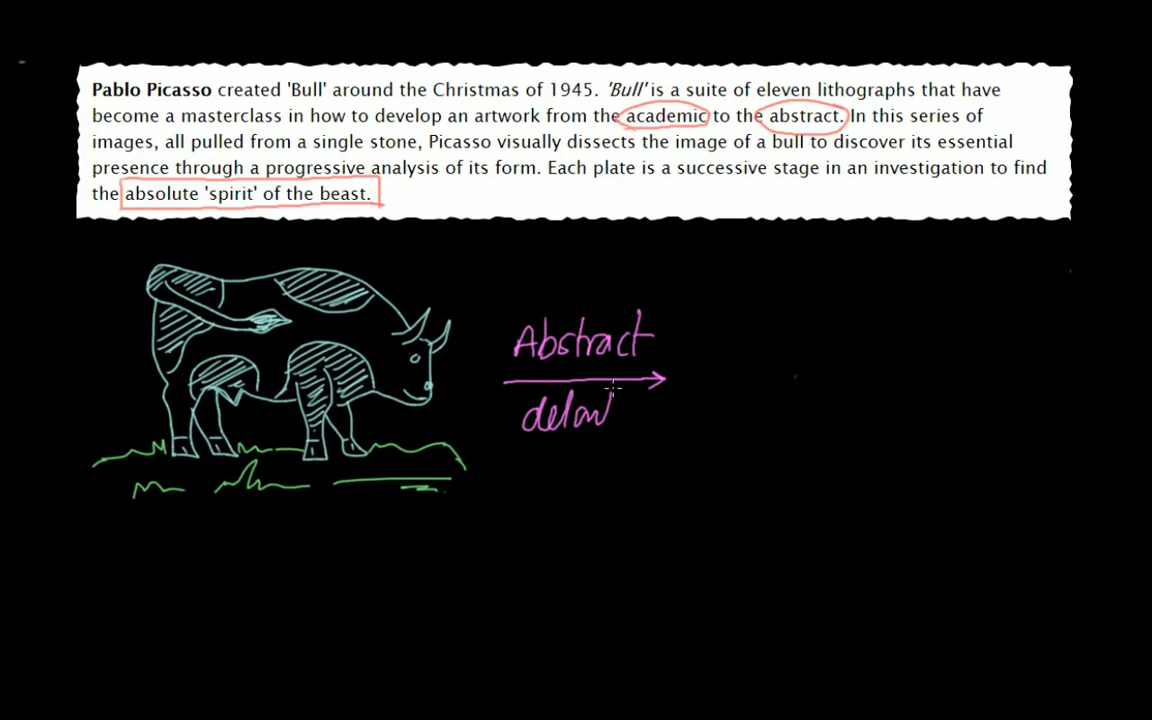 Pablo Picasso created 'Bull' around the Christmas of 1945. 'Bull' is a suite of eleven lithographs that have
become a masterclass in how to develop an artwork from the academic to the abstract. In this series of
images, all pulled from a single stone, Picasso visually dissects the image of a bull to discover its essential
presence through a progressive analysis of its form. Each plate is a successive stage in an investigation to find
the absolute 'spirit' of the beast.
Abstract